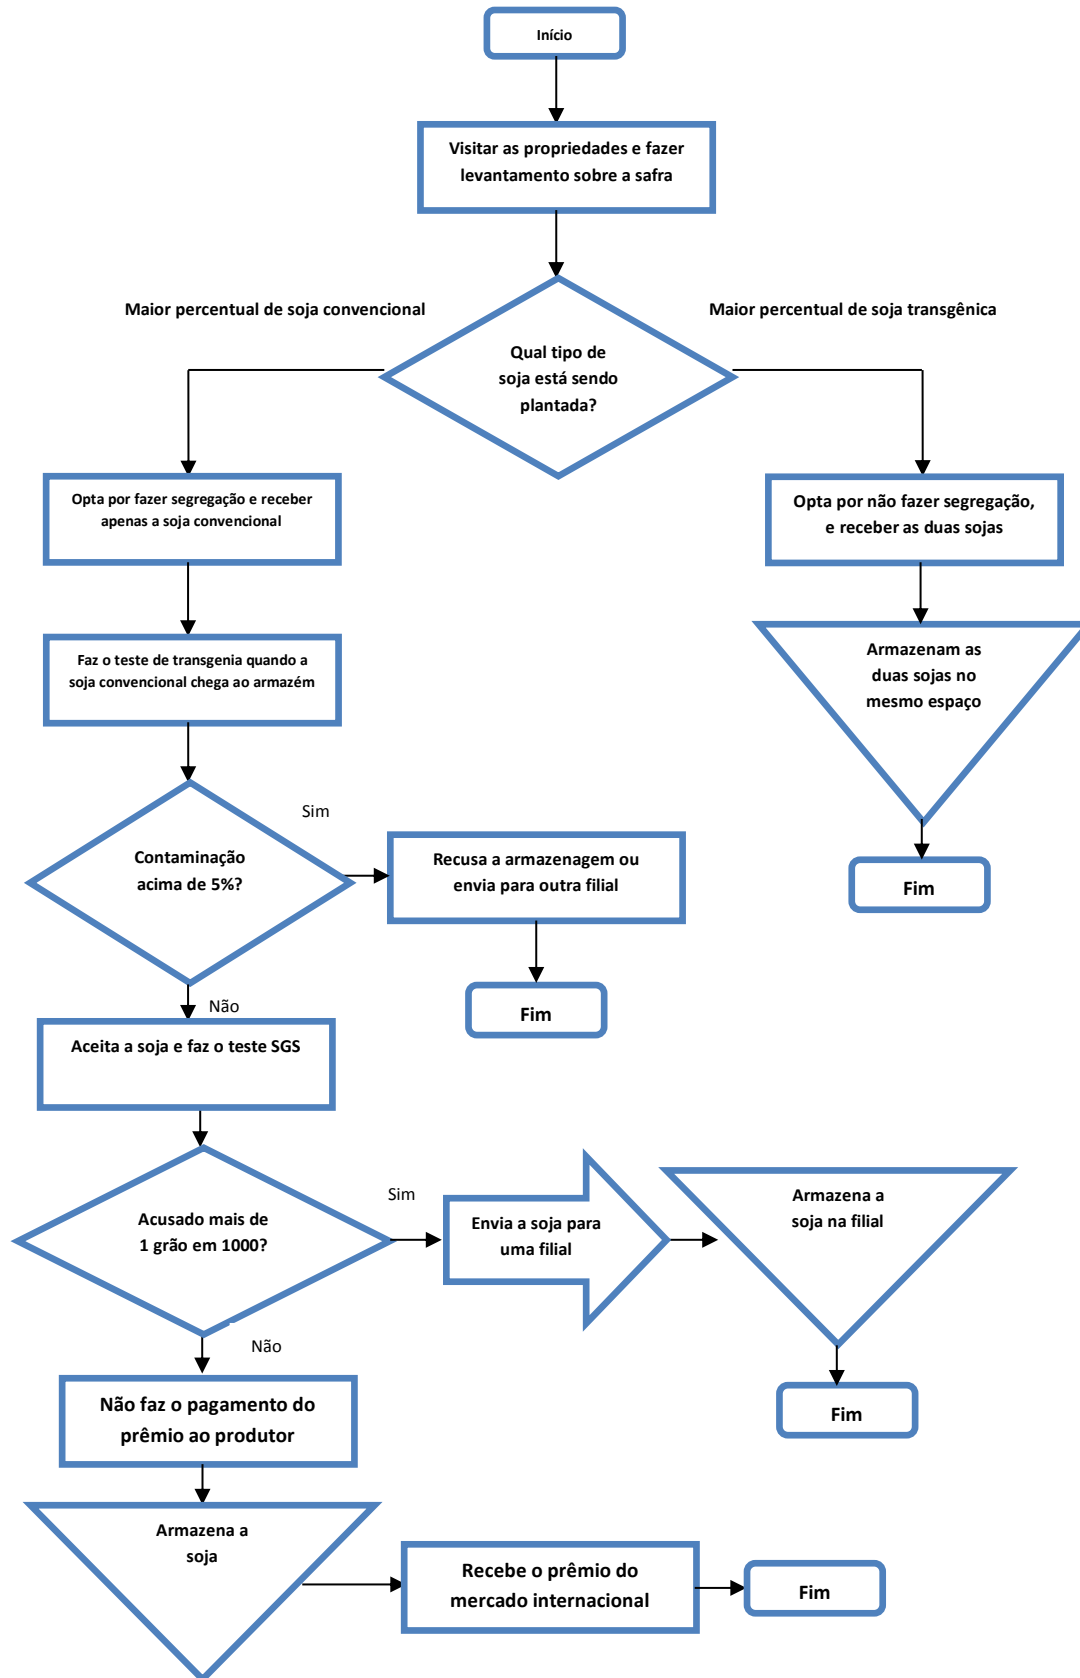 Início
Visitar as propriedades e fazer
levantamento sobre a safra
Maior percentual de soja convencional
Maior percentual de soja transgênica
Qual tipo de
soja está sendo
plantada?
Opta por fazer segregação e receber
apenas a soja convencional
Opta por não fazer segregação,
e receber as duas sojas
Faz o teste de transgenia quando a
soja convencional chega ao armazém
Armazenam as
duas sojas no
mesmo espaço
Sim
Contaminação
acima de 5%?
Recusa a armazenagem ou
envia para outra filial
Fim
Não
Fim
Aceita a soja e faz o teste SGS
Sim
Acusado mais de
1 grão em 1000?
Envia a soja para
uma filial
Armazena a
soja na filial
Não
Não faz o pagamento do
prêmio ao produtor
Fim
Armazena a
soja
Recebe o prêmio do
mercado internacional
Fim